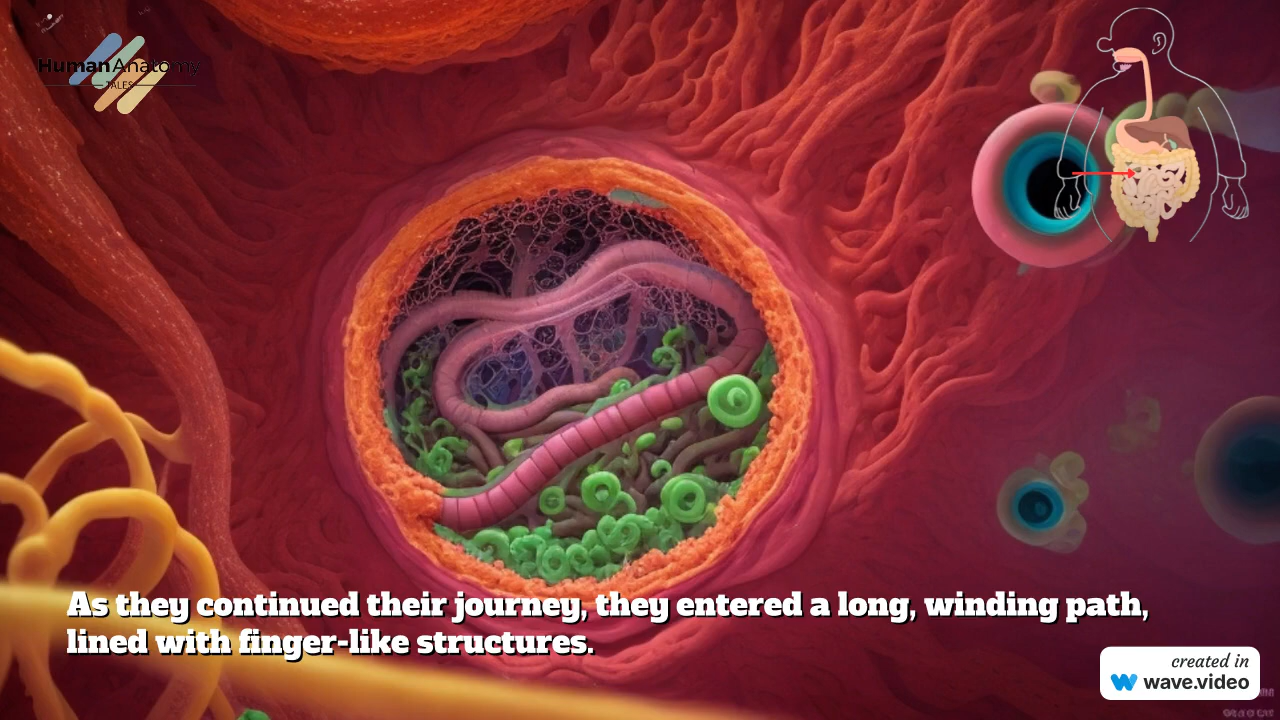 HumanAnatomy
TALES
As they continued their journey, they entered a long, winding path,
lined with finger-like structures.
created in
wave.video